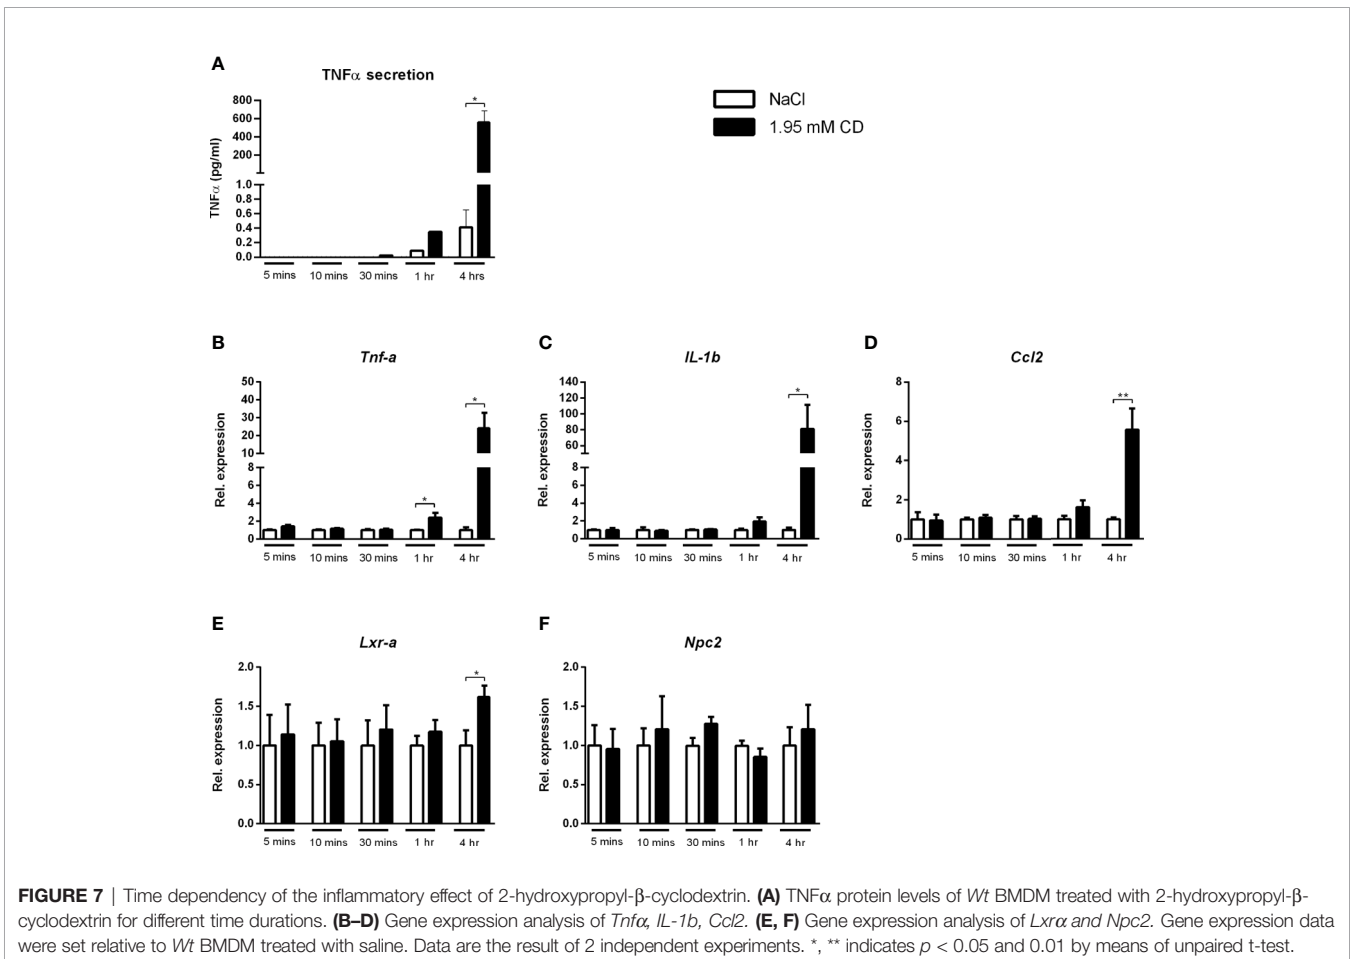 A
TNFα secretion
TNFα (pg/ml)
800
600
400
200
1.0
0.8
0.6
0.4
0.2
0.0
*
5 mins 10 mins 30 mins 1 hr 4 hrs
NaCl
1.95 mM CD
B
Tnf-a
Rel. expression
50
40
30
20
10
8
6
4
2
0
*
*
5 mins 10 mins 30 mins 1 hr 4 hr
C
IL-1b
Rel. expression
140
120
100
80
60
8
6
4
2
0
*
5 mins 10 mins 30 mins 1 hr 4 hr
D
Ccl2
Rel. expression
8
6
4
2
0
**
5 mins 10 mins 30 mins 1 hr 4 hr
E
Lxr-a
Rel. expression
2.0
1.5
1.0
0.5
0.0
*
5 mins 10 mins 30 mins 1 hr 4 hr
F
Npc2
Rel. expression
2.0
1.5
1.0
0.5
0.0
5 mins 10 mins 30 mins 1 hr 4 hr
FIGURE 7 | Time dependency of the inflammatory effect of 2-hydroxypropyl-β-cyclodextrin. (A) TNFα protein levels of Wt BMDM treated with 2-hydroxypropyl-β-
cyclodextrin for different time durations. (B–D) Gene expression analysis of Tnfα, IL-1b, Ccl2. (E, F) Gene expression analysis of Lxrα and Npc2. Gene expression data
were set relative to Wt BMDM treated with saline. Data are the result of 2 independent experiments. *, ** indicates p < 0.05 and 0.01 by means of unpaired t-test.